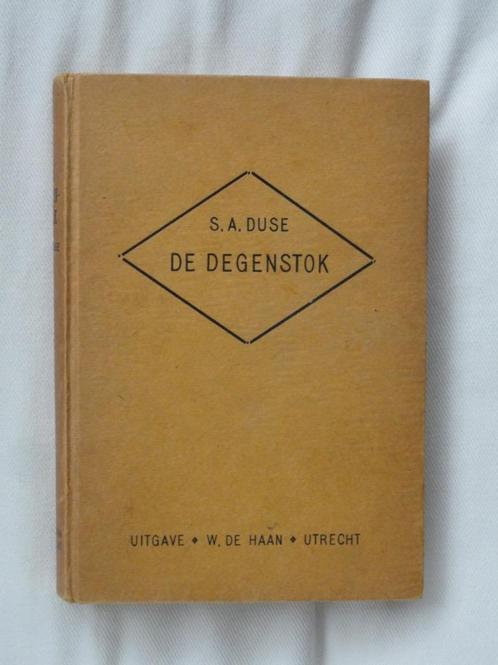 S. A. DUSE
DE DEGENSTOK
UITGAVE ❖ W. DE HAAN ❖ UTRECHT